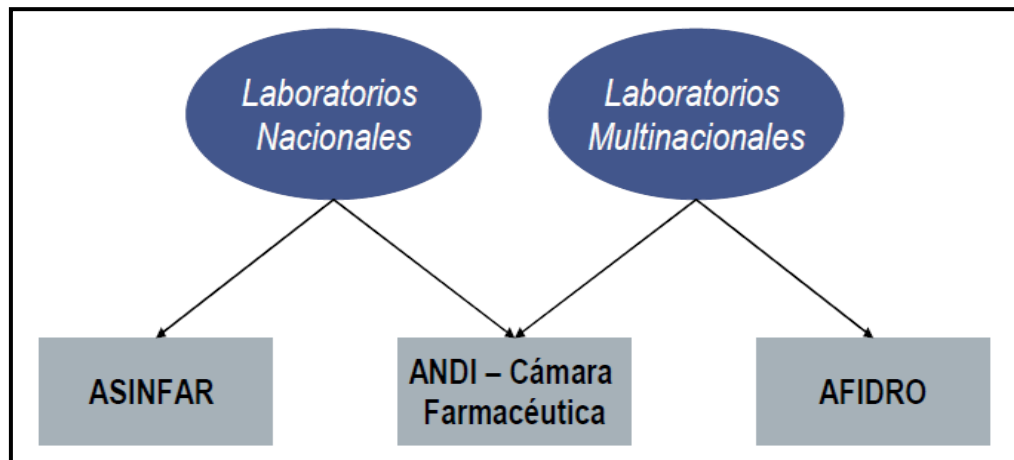 Laboratorios
Nacionales
Laboratorios
Multinacionales
ASINFAR
ANDI – Cámara
Farmacéutica
AFIDRO